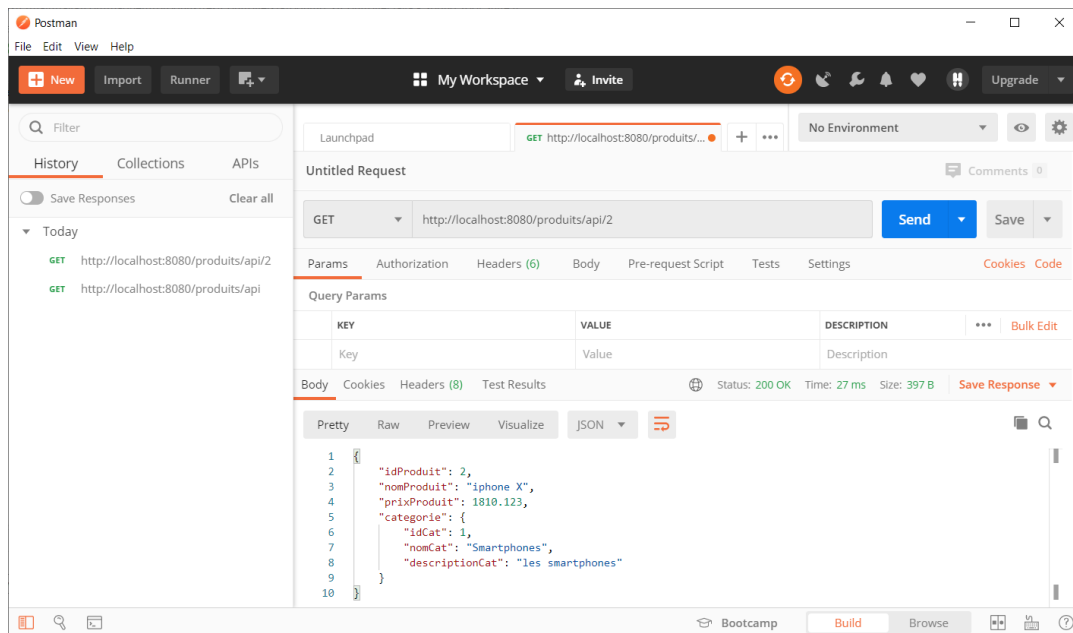 Postman
File Edit View Help
New Import Runner My Workspace Invite Upgrade
Filter
History Collections APIs
Save Responses Clear all
Today
GET http://localhost:8080/produits/api/2
GET http://localhost:8080/produits/api
Launchpad GET http://localhost:8080/produits/... No Environment
Untitled Request Comments 0
GET http://localhost:8080/produits/api/2 Send Save
Params Authorization Headers (6) Body Pre-request Script Tests Settings Cookies Code
Query Params
KEY VALUE DESCRIPTION Bulk Edit
Key Value Description
Body Cookies Headers (8) Test Results Status: 200 OK Time: 27 ms Size: 397 B Save Response
Pretty Raw Preview Visualize JSON
1 {
2 "idProduit": 2,
3 "nomProduit": "iphone X",
4 "prixProduit": 1810.123,
5 "categorie": {
6 "idCat": 1,
7 "nomCat": "Smartphones",
8 "descriptionCat": "les smartphones"
9 }
10 }
Bootcamp Build Browse